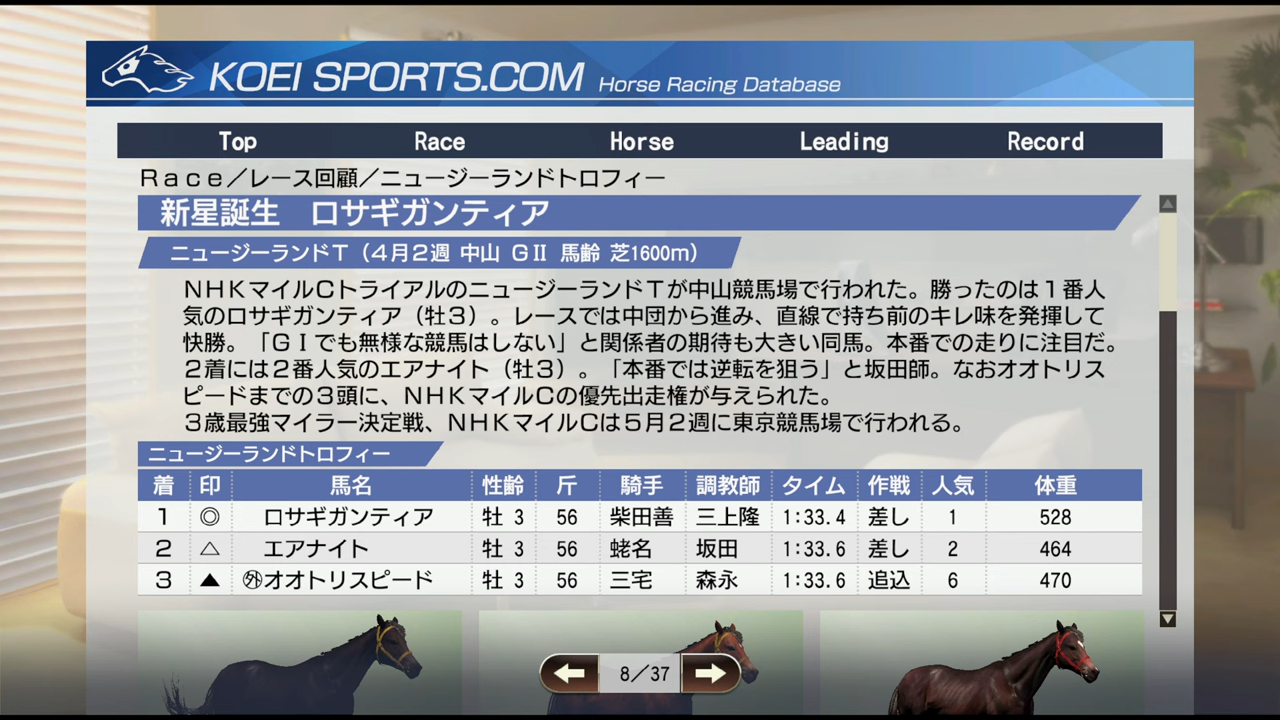 KOEI SPORTS.COM Horse Racing Database
Top Race Horse Leading Record
Ｒａｃｅ／レース回顧／ニュージーランドトロフィー
新星誕生　ロサギガンティア
ニュージーランドＴ（４月２週 中山 ＧⅡ 馬齢 芝1600m）
ＮＨＫマイルＣトライアルのニュージーランドＴが中山競馬場で行われた。勝ったのは１番人
気のロサギガンティア（牡３）。レースでは中団から進み、直線で持ち前のキレ味を発揮して
快勝。「ＧⅠでも無様な競馬はしない」と関係者の期待も大きい同馬。本番での走りに注目だ。
２着には２番人気のエアナイト（牡３）。「本番では逆転を狙う」と坂田師。なおオオトリス
ピードまでの３頭に、ＮＨＫマイルＣの優先出走権が与えられた。
３歳最強マイラー決定戦、ＮＨＫマイルＣは５月２週に東京競馬場で行われる。
ニュージーランドトロフィー
着 印 馬名 性齢 斤 騎手 調教師 タイム 作戦 人気 体重
1 ◎ ロサギガンティア 牡 3 56 柴田善 三上隆 1:33.4 差し 1 528
2 △ エアナイト 牡 3 56 蛯名 坂田 1:33.6 差し 2 464
3 ▲ ㊕オオトリスピード 牡 3 56 三宅 森永 1:33.6 追込 6 470
8／37